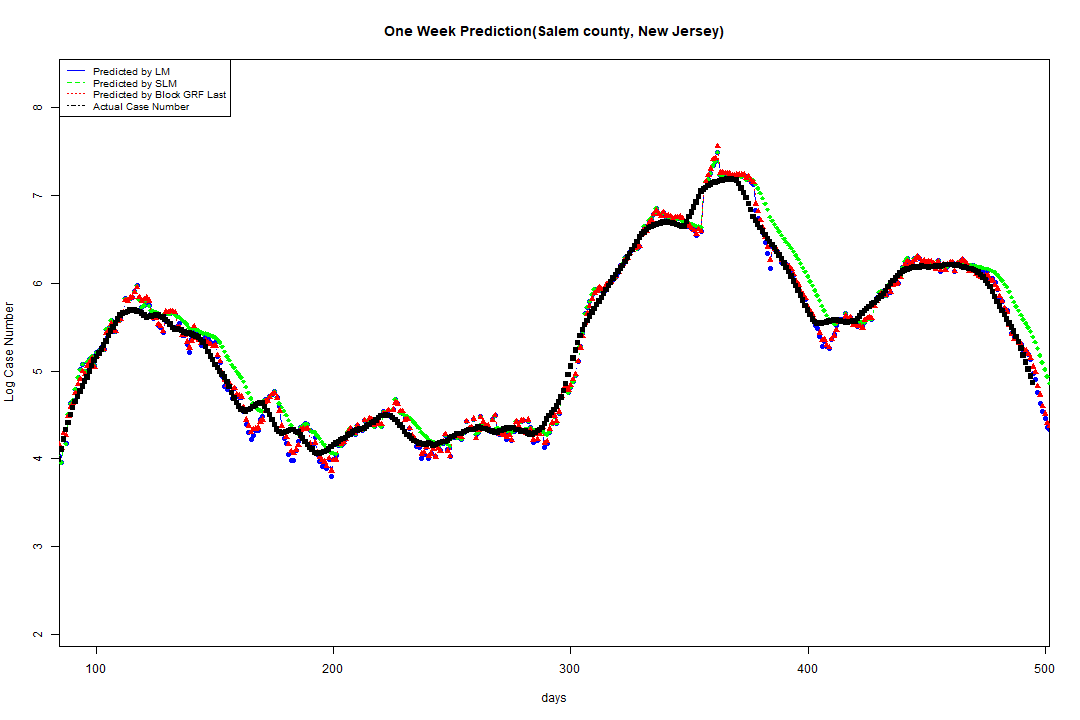 One Week Prediction(Salem county, New Jersey)
Predicted by LM
Predicted by SLM
Predicted by Block GRF Last
Actual Case Number
8
7
6
5
4
3
2
Log Case Number
100 200 300 400 500
days